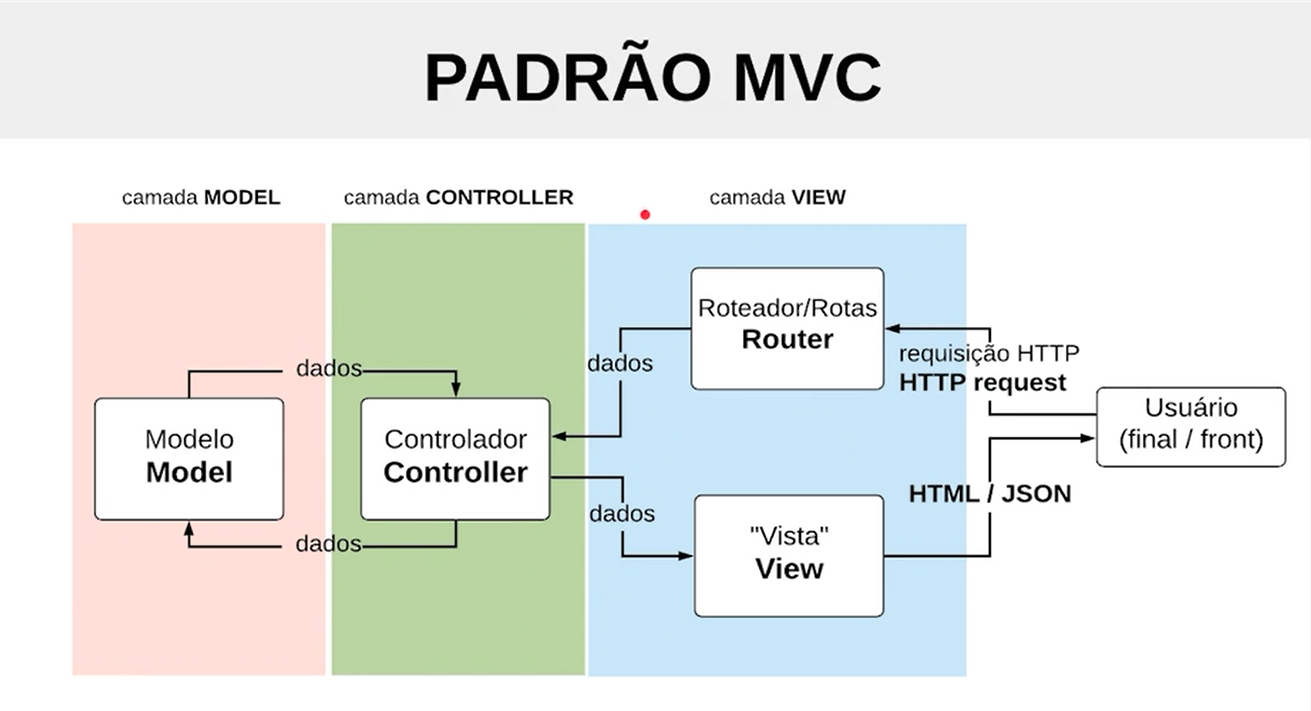 PADRÃO MVC
camada MODEL
camada CONTROLLER
camada VIEW
Roteador/Rotas
Router
dados
dados
requisição HTTP
HTTP request
Usuário
(final / front)
Modelo
Model
Controlador
Controller
HTML / JSON
dados
dados
"Vista"
View